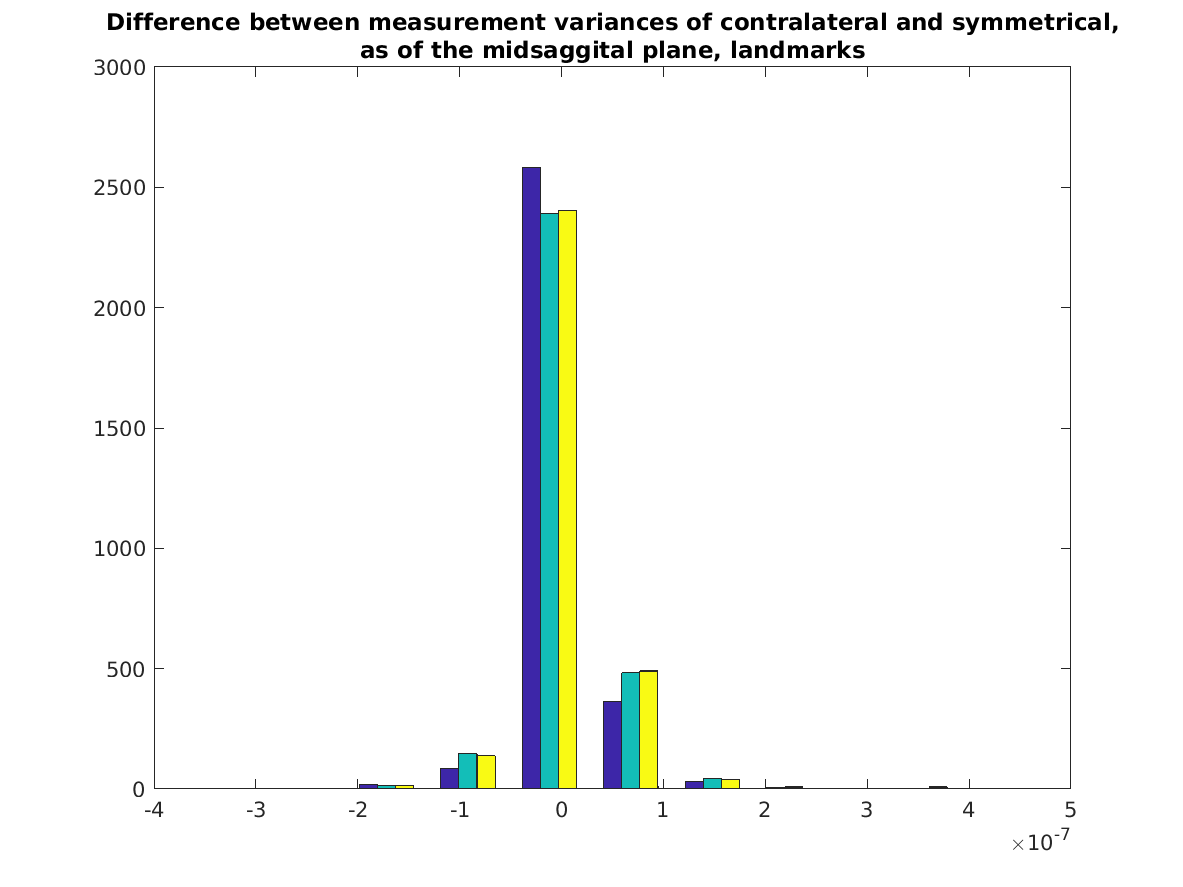 Difference between measurement variances of contralateral and symmetrical,
as of the midsaggital plane, landmarks
3000
2500
2000
1500
1000
500
0
-4 -3 -2 -1 0 1 2 3 4 5
×10-7